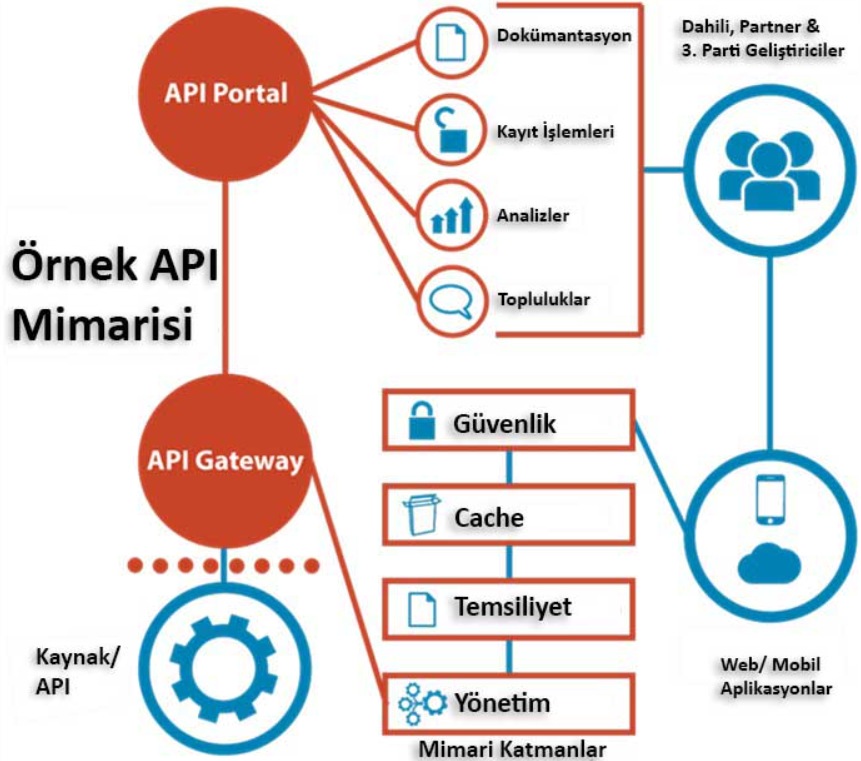 API Portal
Dokümantasyon
Kayıt İşlemleri
Analizler
Topluluklar
Dahili, Partner &
3. Parti Geliştiriciler
Örnek API
Mimarisi
API Gateway
Güvenlik
Cache
Temsiliyet
Yönetim
Mimari Katmanlar
Kaynak/
API
Web/ Mobil
Aplikasyonlar